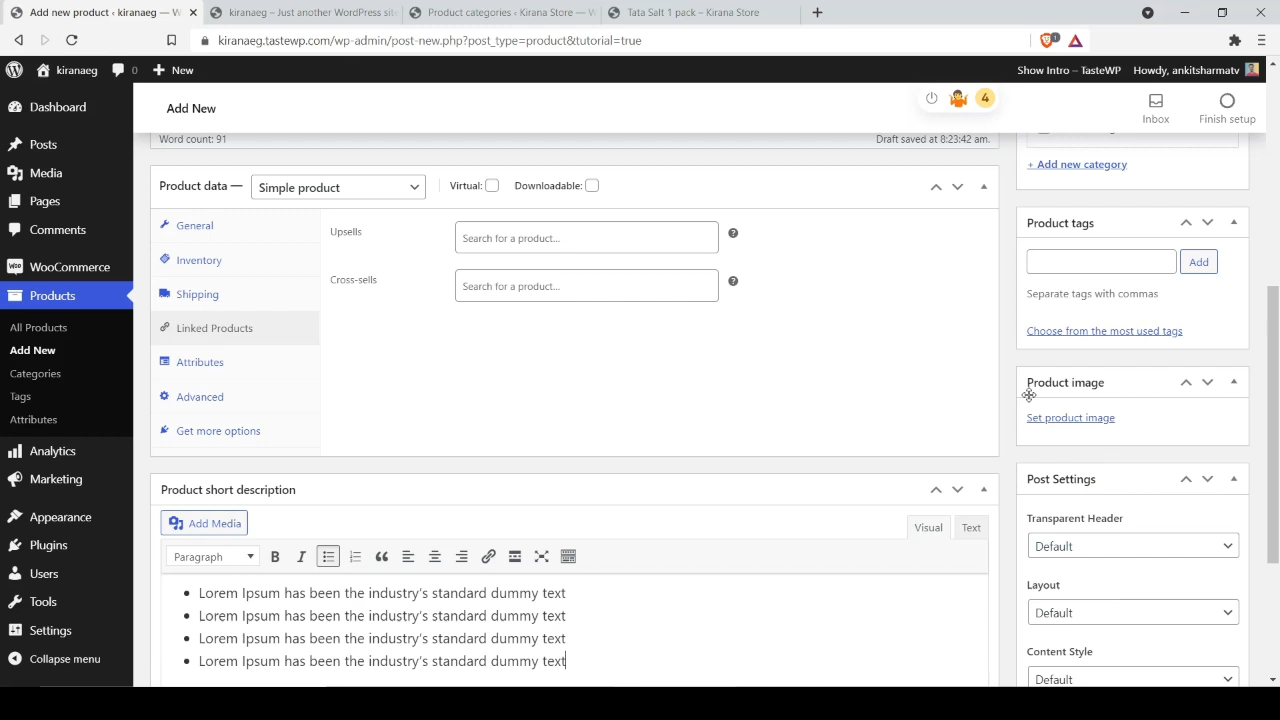 Add new product ‹ kiranaeg — W
kiranaeg – Just another WordPress site
Product categories ‹ Kirana Store — W
Tata Salt 1 pack – Kirana Store
kiranaeg.tastewp.com/wp-admin/post-new.php?post_type=product&tutorial=true
1
kiranaeg
0
New
Show Intro – TasteWP
Howdy, ankitsharmatv
Dashboard
Posts
Media
Pages
Comments
WooCommerce
Products
All Products
Add New
Categories
Tags
Attributes
Analytics
Marketing
Appearance
Plugins
Users
Tools
Settings
Collapse menu
Add New
4
Inbox
Finish setup
Word count: 91
Draft saved at 8:23:42 am.
Product data —
Simple product
Virtual:
Downloadable:
General
Inventory
Shipping
Linked Products
Attributes
Advanced
Get more options
Upsells
Search for a product...
Cross-sells
Search for a product...
Product short description
Add Media
Visual
Text
Paragraph
B
I
Lorem Ipsum has been the industry's standard dummy text
Lorem Ipsum has been the industry's standard dummy text
Lorem Ipsum has been the industry's standard dummy text
Lorem Ipsum has been the industry's standard dummy text
+ Add new category
Product tags
Add
Separate tags with commas
Choose from the most used tags
Product image
Set product image
Post Settings
Transparent Header
Default
Layout
Default
Content Style
Default